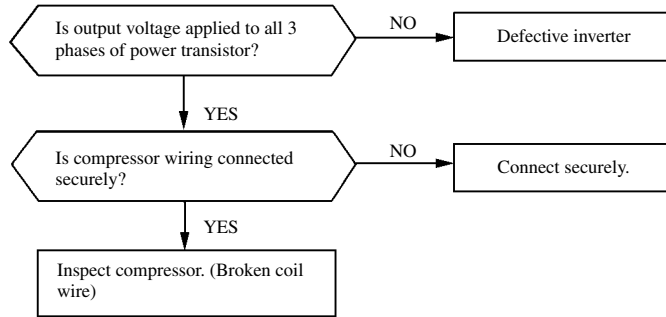 Is output voltage applied to all 3
phases of power transistor?
NO
Defective inverter
YES
Is compressor wiring connected
securely?
NO
Connect securely.
YES
Inspect compressor. (Broken coil
wire)